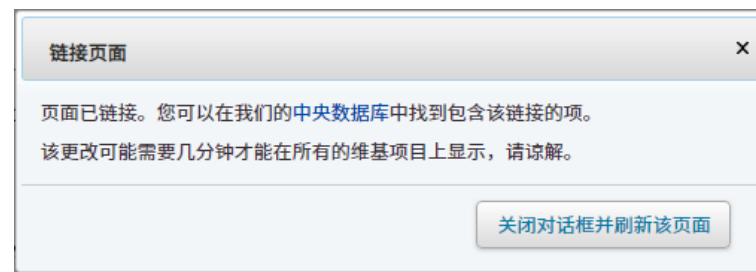 链接页面
x
页面已链接。您可以在我们的中央数据库中找到包含该链接的项。
该更改可能需要几分钟才能在所有的维基项目上显示，请谅解。
关闭对话框并刷新该页面